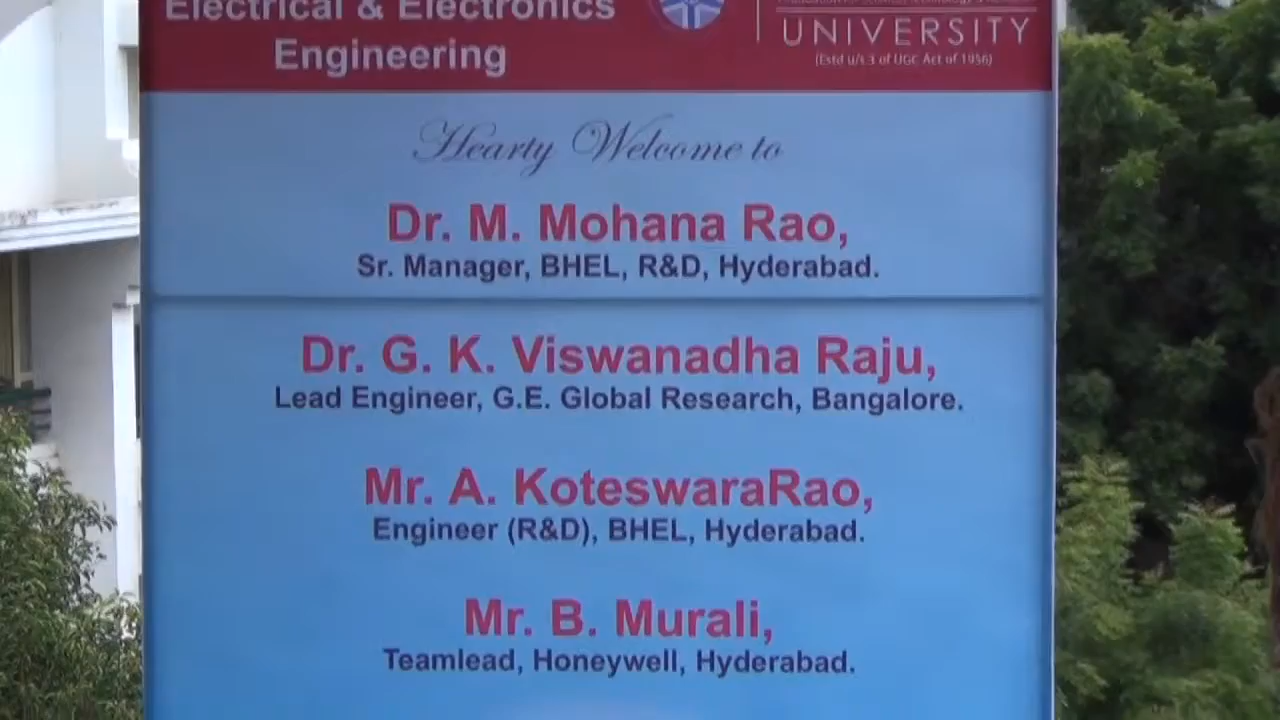 Electrical & Electronics
Engineering
UNIVERSITY
(Estd u/s 3 of UGC Act of 1956)
Hearty Welcome to
Dr. M. Mohana Rao,
Sr. Manager, BHEL, R&D, Hyderabad.
Dr. G. K. Viswanadha Raju,
Lead Engineer, G.E. Global Research, Bangalore.
Mr. A. KoteswaraRao,
Engineer (R&D), BHEL, Hyderabad.
Mr. B. Murali,
Teamlead, Honeywell, Hyderabad.